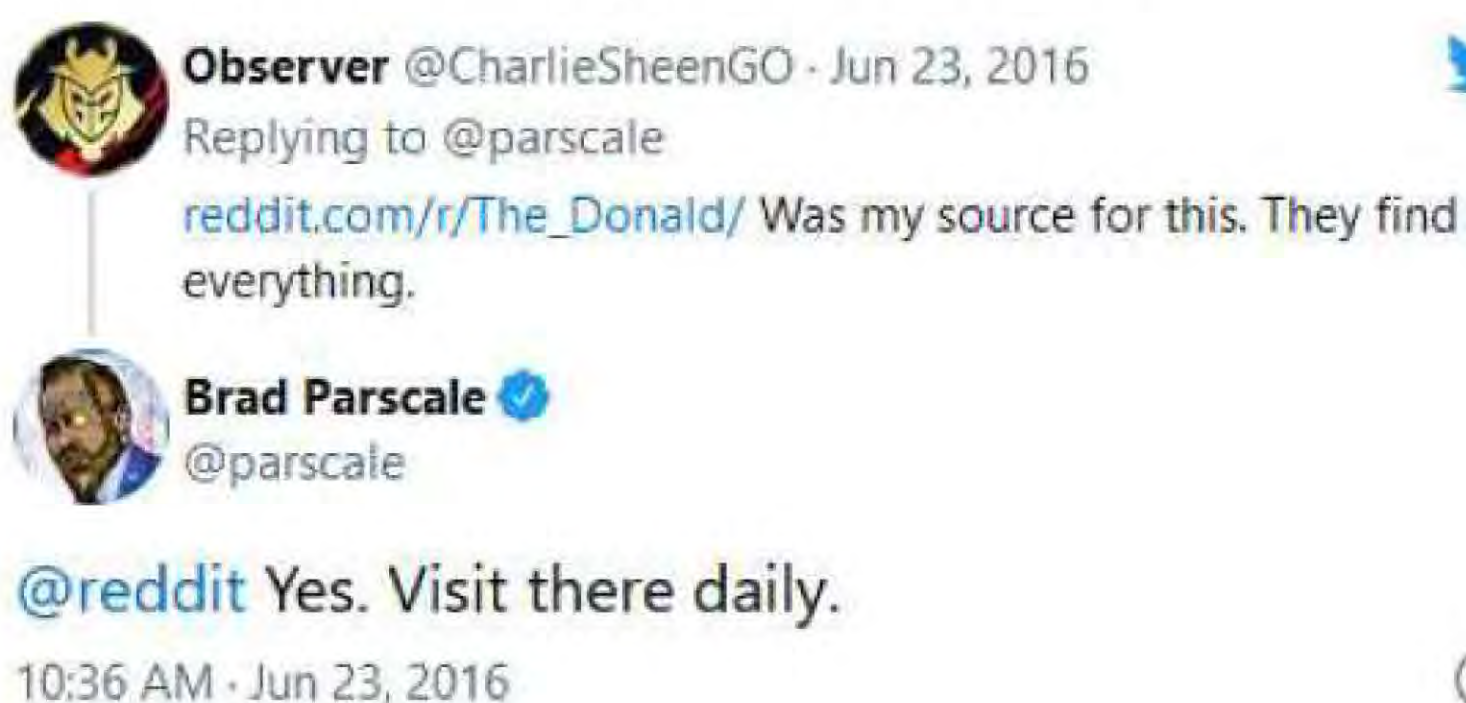 Observer @CharlieSheenGO · Jun 23, 2016
Replying to @parscale
reddit.com/r/The_Donald/ Was my source for this. They find
everything.
Brad Parscale
@parscale
@reddit Yes. Visit there daily.
10:36 AM · Jun 23, 2016